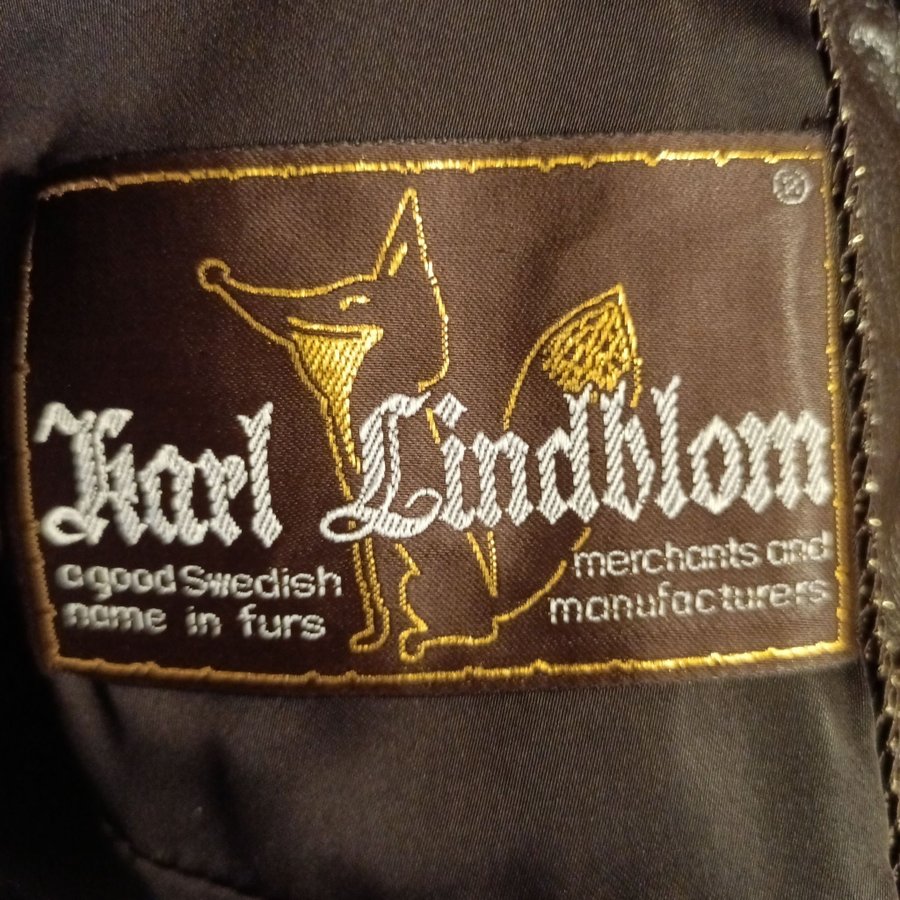 ®
Karl Lindblom
a good Swedish
name in furs
merchants and
manufacturers